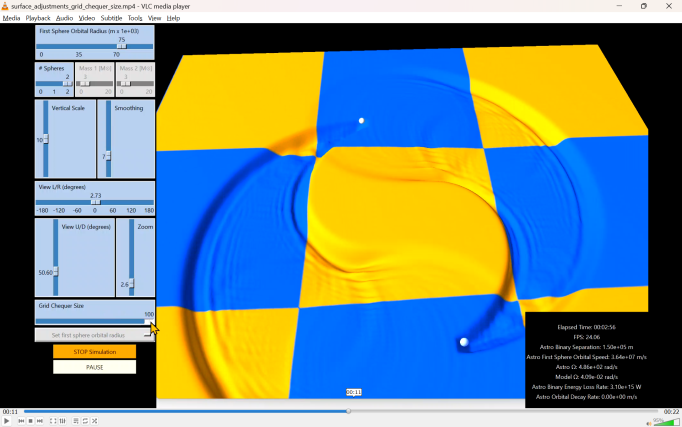 surface_adjustments_grid_chequer_size.mp4 - VLC media player
Media Playback Audio Video Subtitle Tools View Help
First Sphere Orbital Radius (m x 1e+03)
75
0 35 70
# Spheres
2
0 1 2
Mass 1 [M☉]
3
0 20
Mass 2 [M☉]
3
0 20
Vertical Scale
10
Smoothing
7
View L/R (degrees)
2.73
-180 -120 -60 0 60 120 180
View U/D (degrees)
50.60
Zoom
2.6
Grid Chequer Size
100
Set first sphere orbital radius
STOP Simulation
PAUSE
Elapsed Time: 00:02:56
FPS: 24.06
Astro Binary Separation: 1.50e+05 m
Astro First Sphere Orbital Speed: 3.64e+07 m/s
Astro Ω: 4.86e+02 rad/s
Model Ω: 4.09e-02 rad/s
Astro Binary Energy Loss Rate: 3.10e+15 W
Astro Orbital Decay Rate: 0.00e+00 m/s
00:11
00:11
00:22